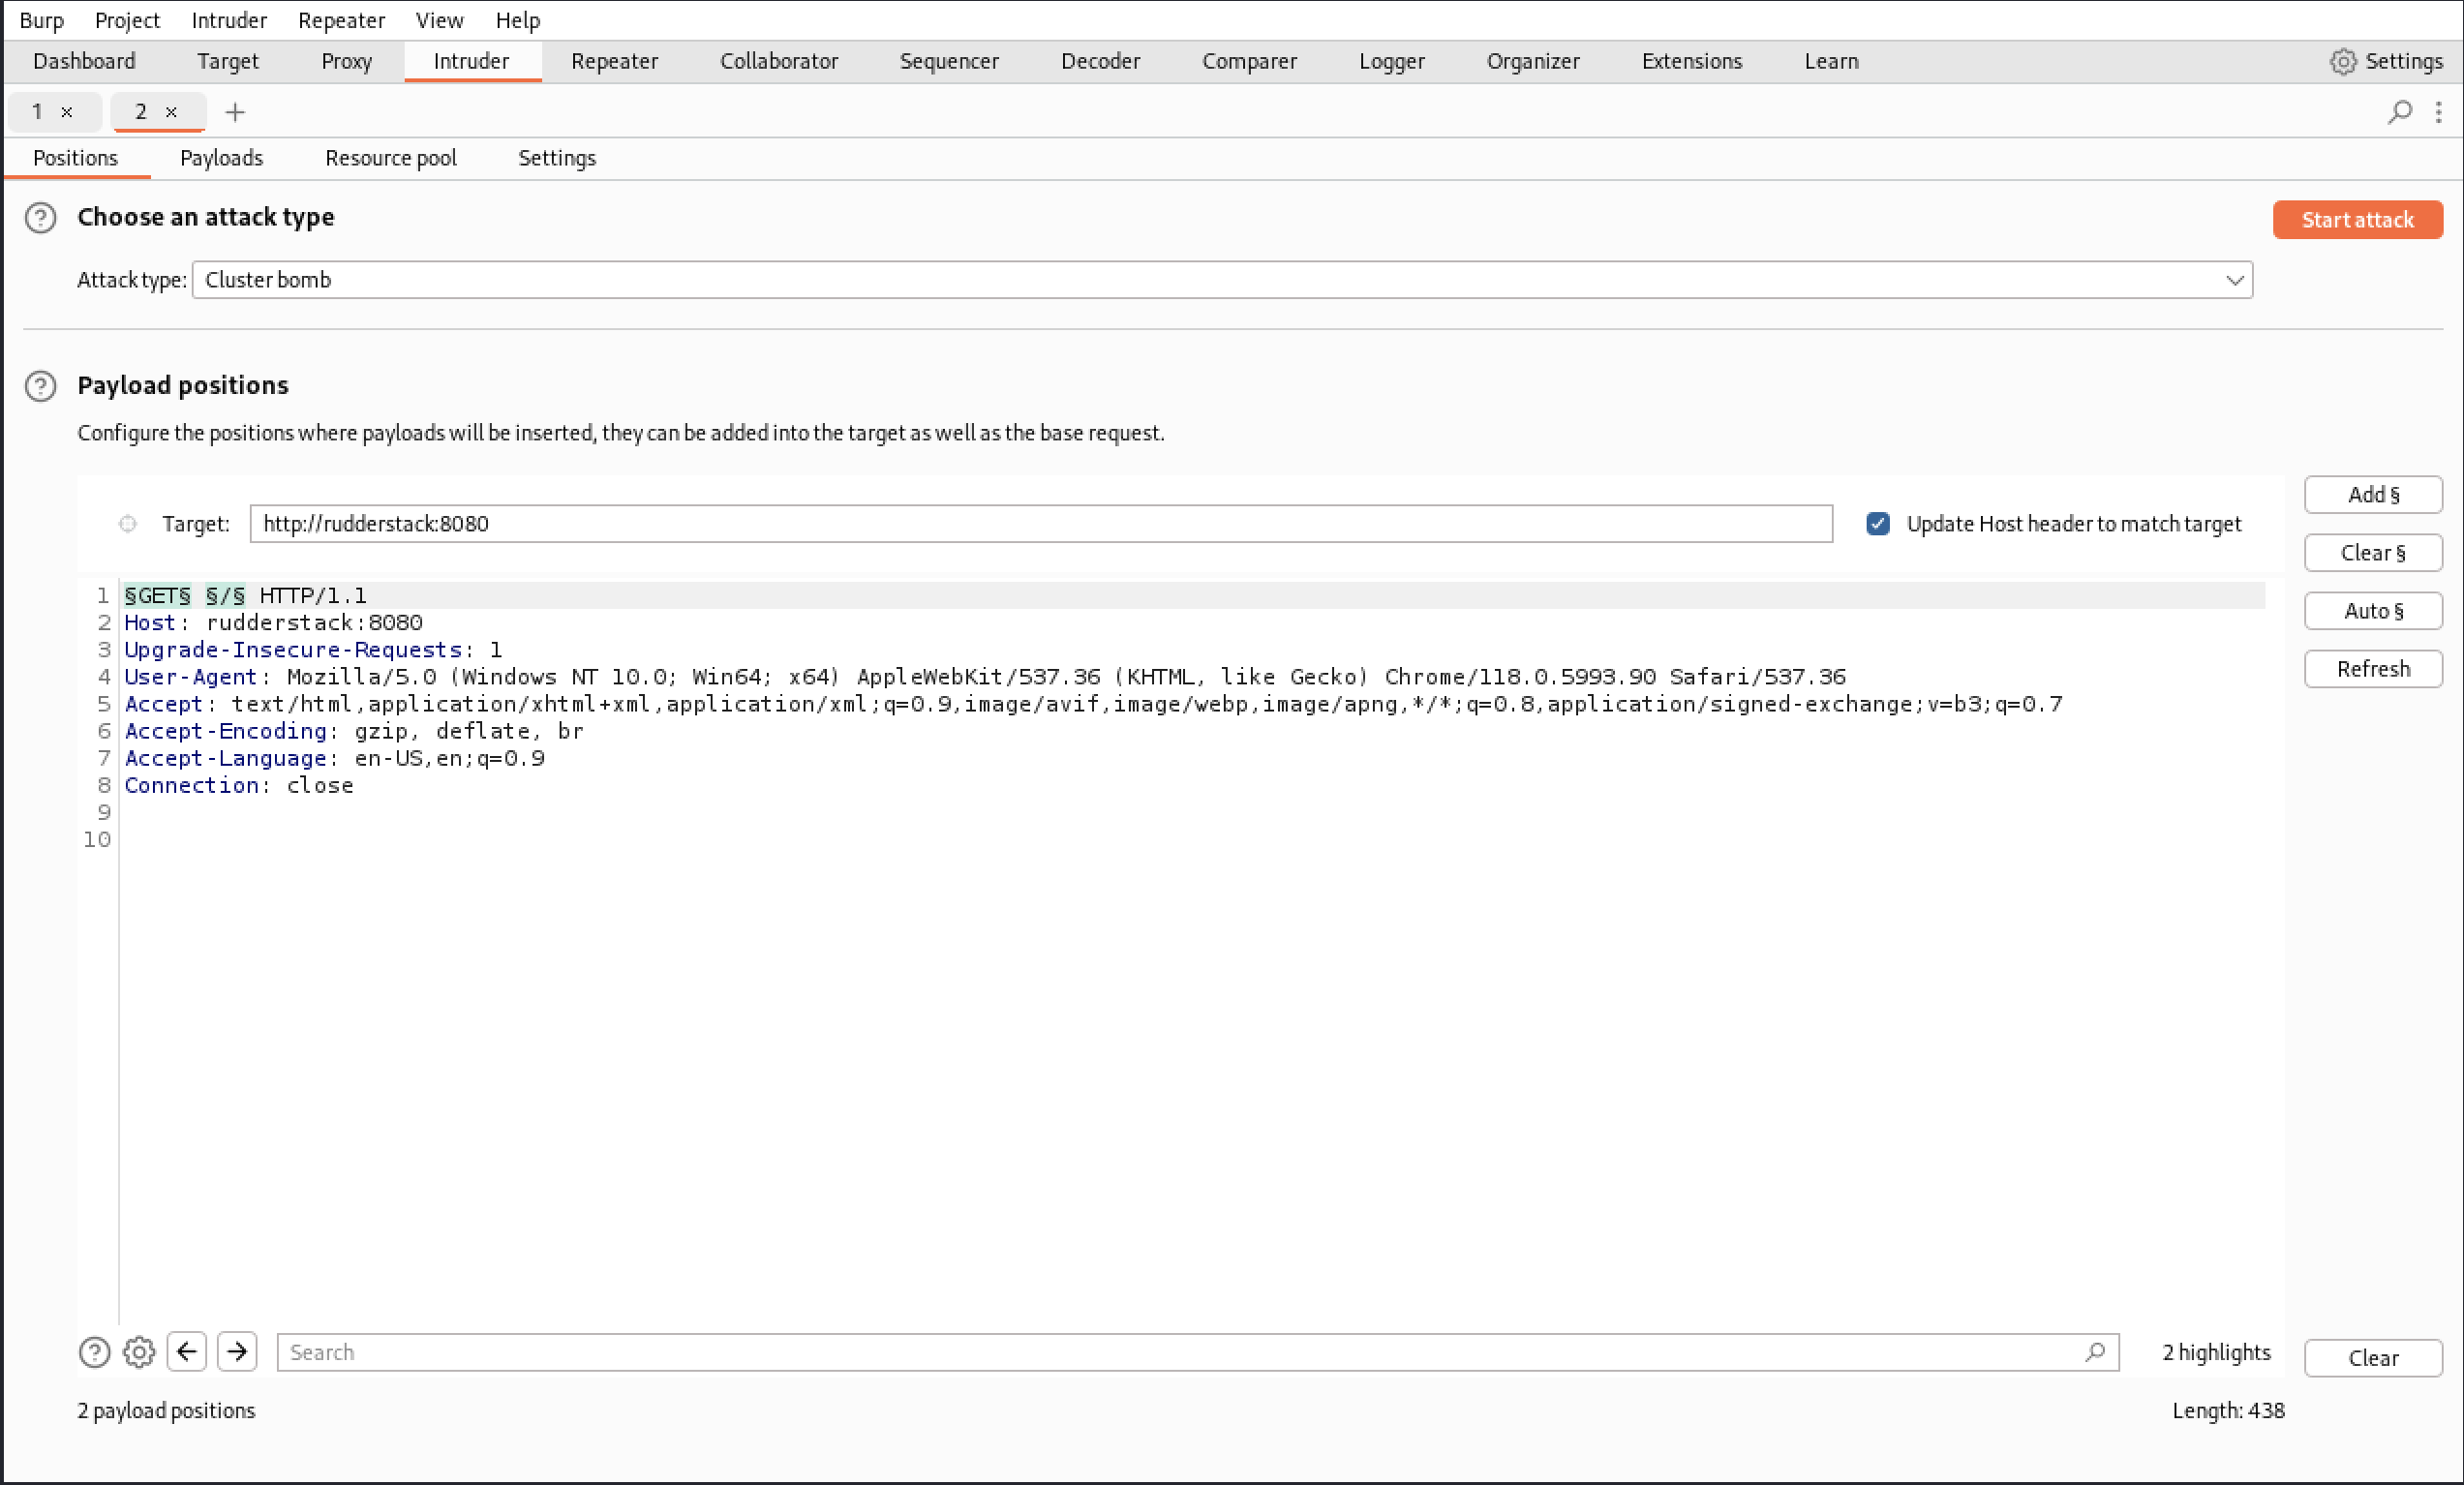 Burp Project Intruder Repeater View Help
Dashboard Target Proxy Intruder Repeater Collaborator Sequencer Decoder Comparer Logger Organizer Extensions Learn Settings
1 × 2 × +
Positions Payloads Resource pool Settings
Choose an attack type
Start attack
Attack type: Cluster bomb
Payload positions
Configure the positions where payloads will be inserted, they can be added into the target as well as the base request.
Add §
Target: http://rudderstack:8080 Update Host header to match target
Clear §
Auto §
Refresh
1 §GET§ §/§ HTTP/1.1
2 Host: rudderstack:8080
3 Upgrade-Insecure-Requests: 1
4 User-Agent: Mozilla/5.0 (Windows NT 10.0; Win64; x64) AppleWebKit/537.36 (KHTML, like Gecko) Chrome/118.0.5993.90 Safari/537.36
5 Accept: text/html,application/xhtml+xml,application/xml;q=0.9,image/avif,image/webp,image/apng,*/*;q=0.8,application/signed-exchange;v=b3;q=0.7
6 Accept-Encoding: gzip, deflate, br
7 Accept-Language: en-US,en;q=0.9
8 Connection: close
9
10
Search 2 highlights Clear
2 payload positions Length: 438